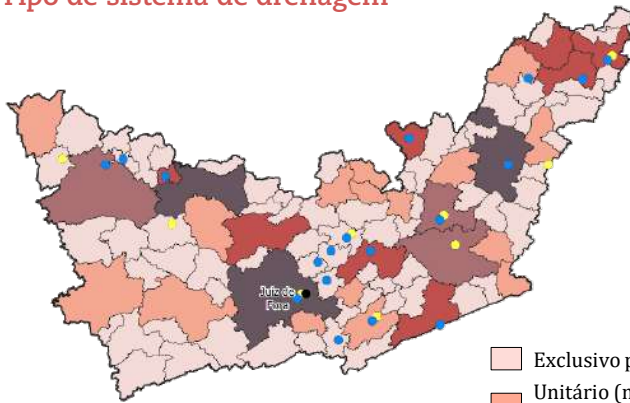 Tipo de sistema de drenagem
Juiz de
Fora
Exclusivo p
Unitário (m